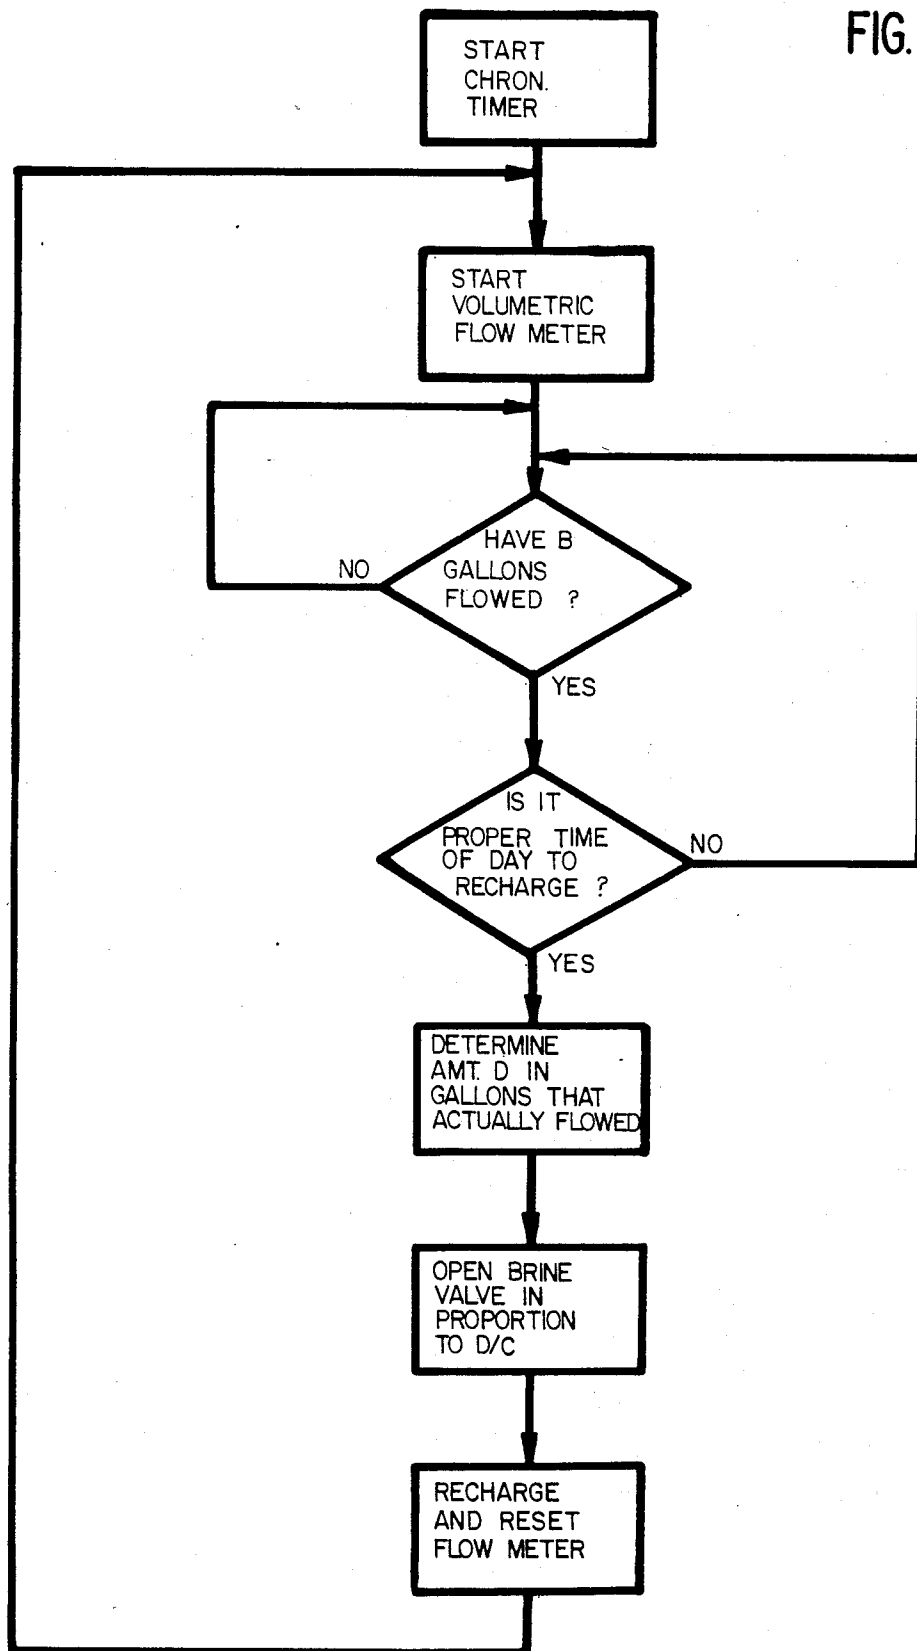 FIG.
START
CHRON.
TIMER
START
VOLUMETRIC
FLOW METER
HAVE B
GALLONS
FLOWED ?
NO
YES
IS IT
PROPER TIME
OF DAY TO
RECHARGE ?
NO
YES
DETERMINE
AMT. D IN
GALLONS THAT
ACTUALLY FLOWED
OPEN BRINE
VALVE IN
PROPORTION
TO D/C
RECHARGE
AND RESET
FLOW METER